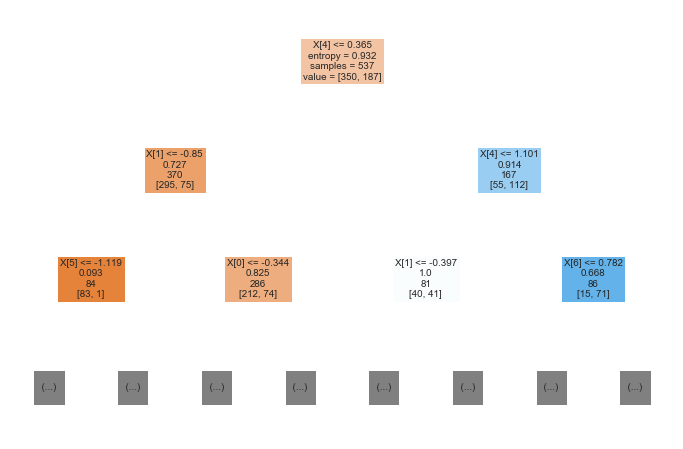 X[4] <= 0.365
entropy = 0.932
samples = 537
value = [350, 187]
X[1] <= -0.85
0.727
370
[295, 75]
X[4] <= 1.101
0.914
167
[55, 112]
X[5] <= -1.119
0.093
84
[83, 1]
X[0] <= -0.344
0.825
286
[212, 74]
X[1] <= -0.397
1.0
81
[40, 41]
X[6] <= 0.782
0.668
86
[15, 71]
(...)
(...)
(...)
(...)
(...)
(...)
(...)
(...)